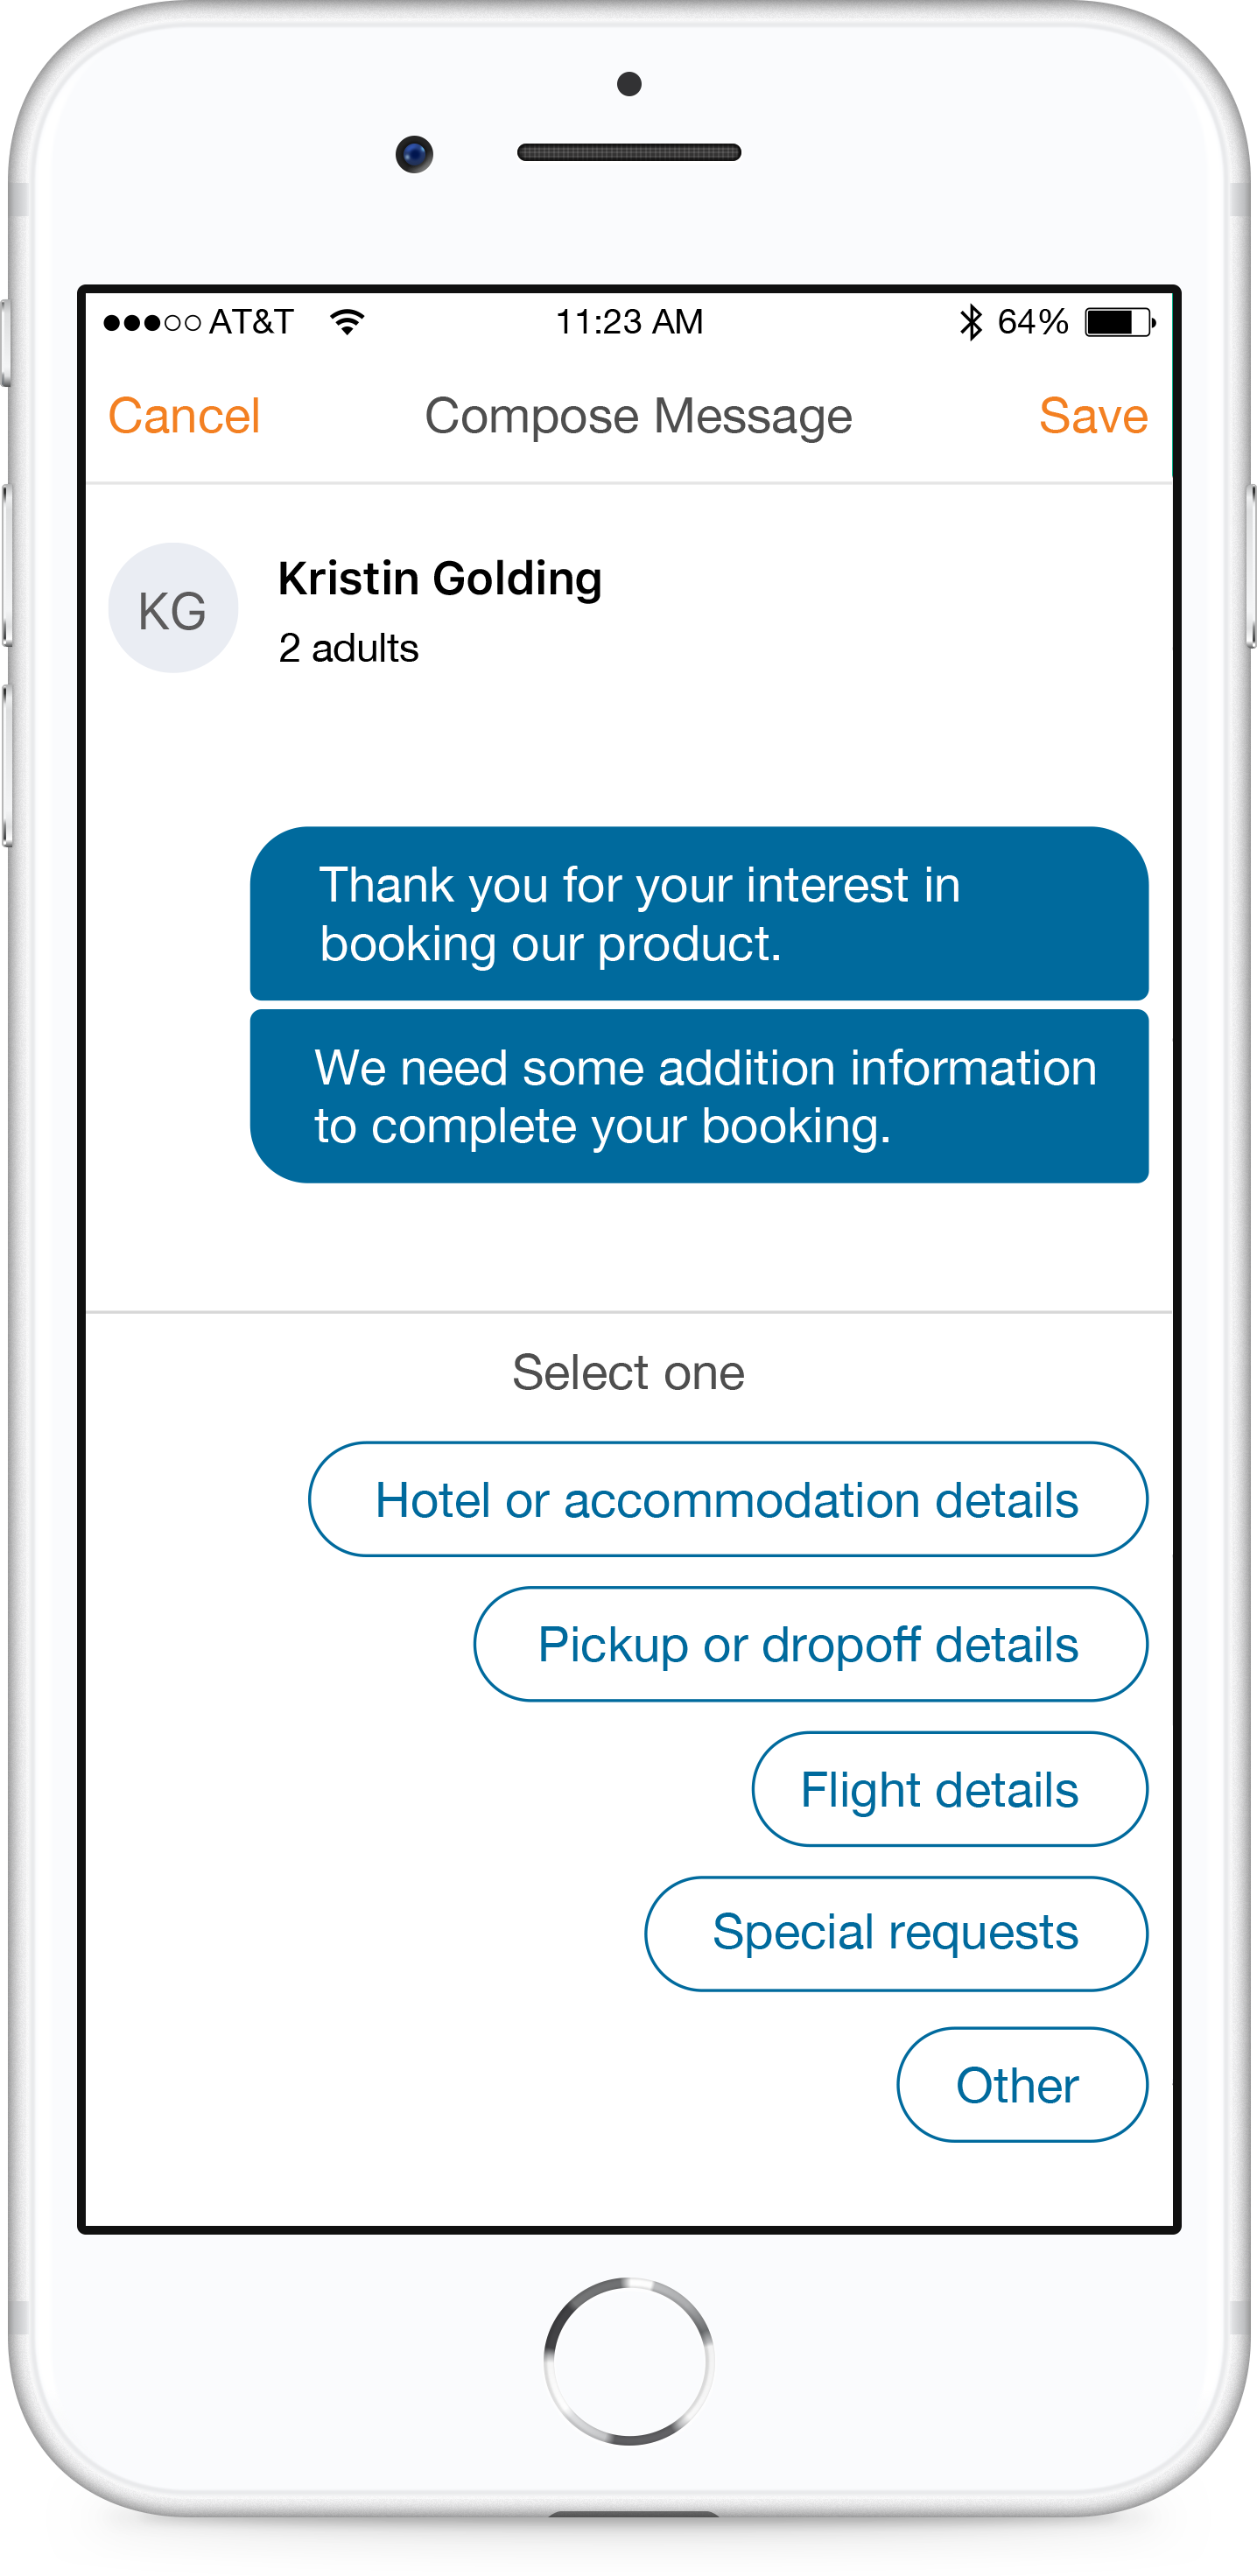 AT&T 11:23 AM 64%
Cancel Compose Message Save
KG
Kristin Golding
2 adults
Thank you for your interest in
booking our product.
We need some addition information
to complete your booking.
Select one
Hotel or accommodation details
Pickup or dropoff details
Flight details
Special requests
Other